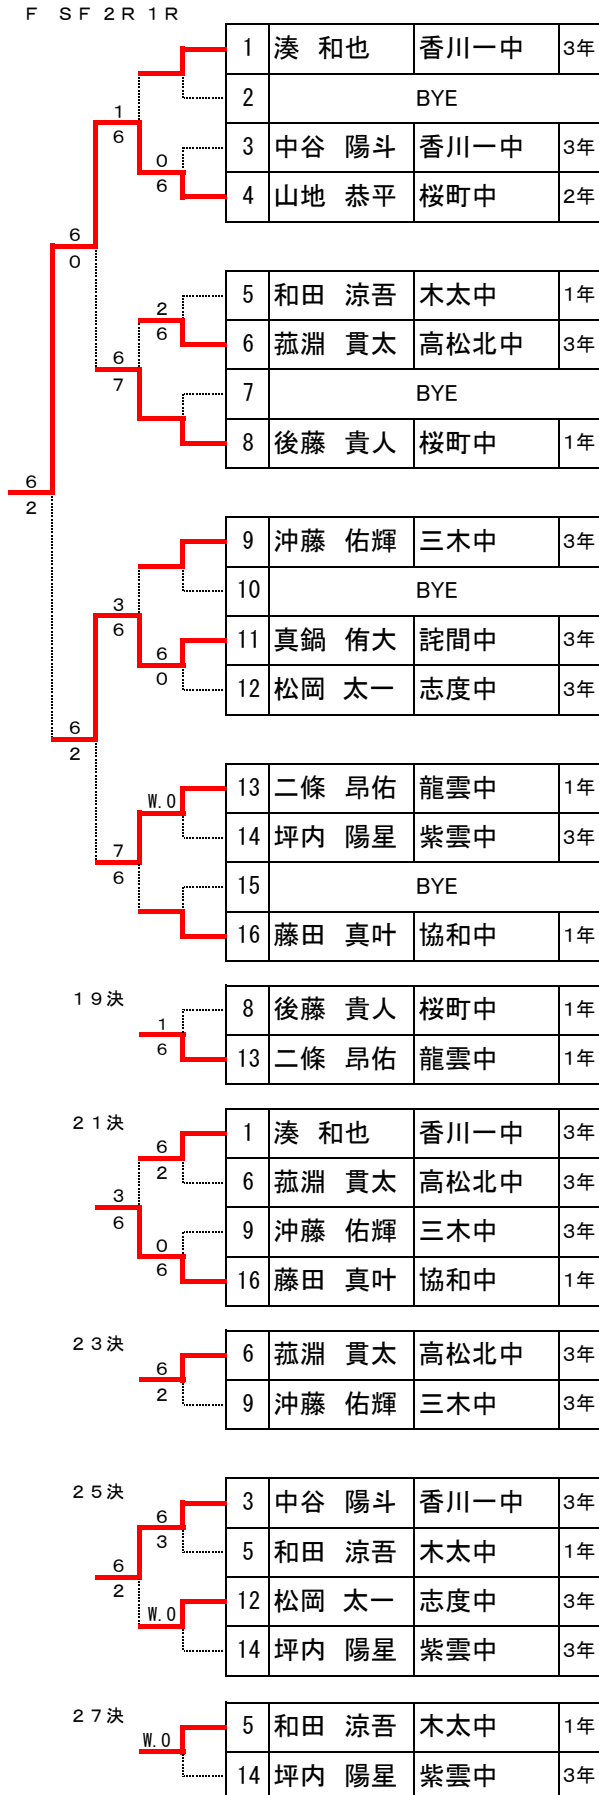 Ｆ ＳＦ ２Ｒ １Ｒ
1 湊 和也 香川一中 3年
2 BYE
１
６
3 中谷 陽斗 香川一中 3年
０
６
4 山地 恭平 桜町中 2年
６
０
5 和田 涼吾 木太中 1年
２
６
6 菰淵 貫太 高松北中 3年
６
７
7 BYE
8 後藤 貴人 桜町中 1年
６
２
9 沖藤 佑輝 三木中 3年
10 BYE
３
６
11 真鍋 侑大 詫間中 3年
６
０
12 松岡 太一 志度中 3年
６
２
13 二條 昂佑 龍雲中 1年
W.O
14 坪内 陽星 紫雲中 3年
７
６
15 BYE
16 藤田 真叶 協和中 1年
１９決
8 後藤 貴人 桜町中 1年
１
６
13 二條 昂佑 龍雲中 1年
２１決
1 湊 和也 香川一中 3年
６
２
6 菰淵 貫太 高松北中 3年
３
６
9 沖藤 佑輝 三木中 3年
０
６
16 藤田 真叶 協和中 1年
２３決
6 菰淵 貫太 高松北中 3年
６
２
9 沖藤 佑輝 三木中 3年
２５決
3 中谷 陽斗 香川一中 3年
６
３
5 和田 涼吾 木太中 1年
６
２
12 松岡 太一 志度中 3年
W.O
14 坪内 陽星 紫雲中 3年
２７決
5 和田 涼吾 木太中 1年
W.O
14 坪内 陽星 紫雲中 3年